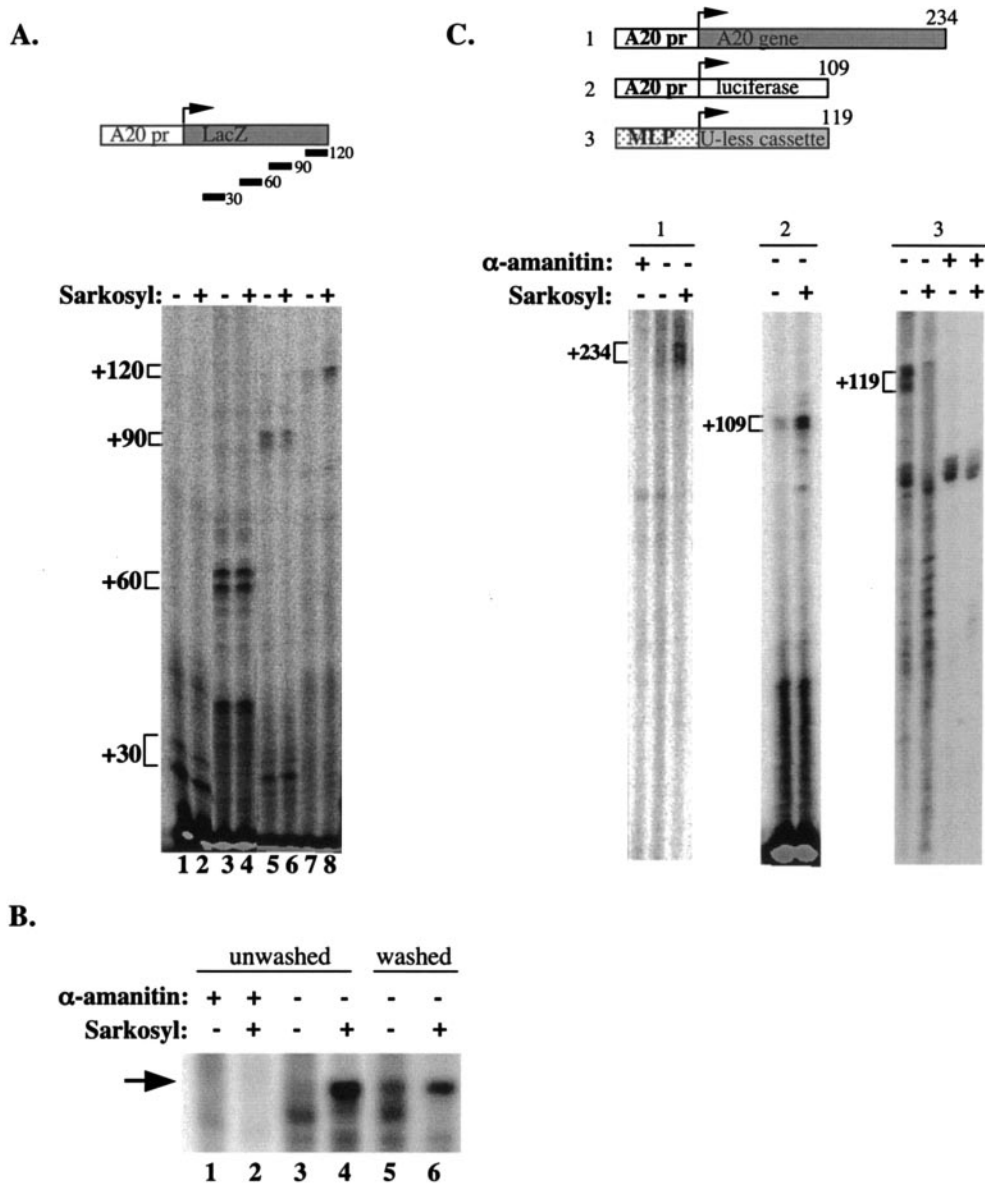 A.
A20 pr LacZ
120
90
60
30
Sarkosyl: - + - + - + - +
+120
+90
+60
+30
1 2 3 4 5 6 7 8
B.
unwashed washed
α-amanitin: + + - - - -
Sarkosyl: - + - + - +
1 2 3 4 5 6
C.
234
1 A20 pr A20 gene
109
2 A20 pr luciferase
119
3 MLP U-less cassette
1 2 3
α-amanitin: + - - - - - - + +
Sarkosyl: - - + - + - + - +
+234
+109
+119